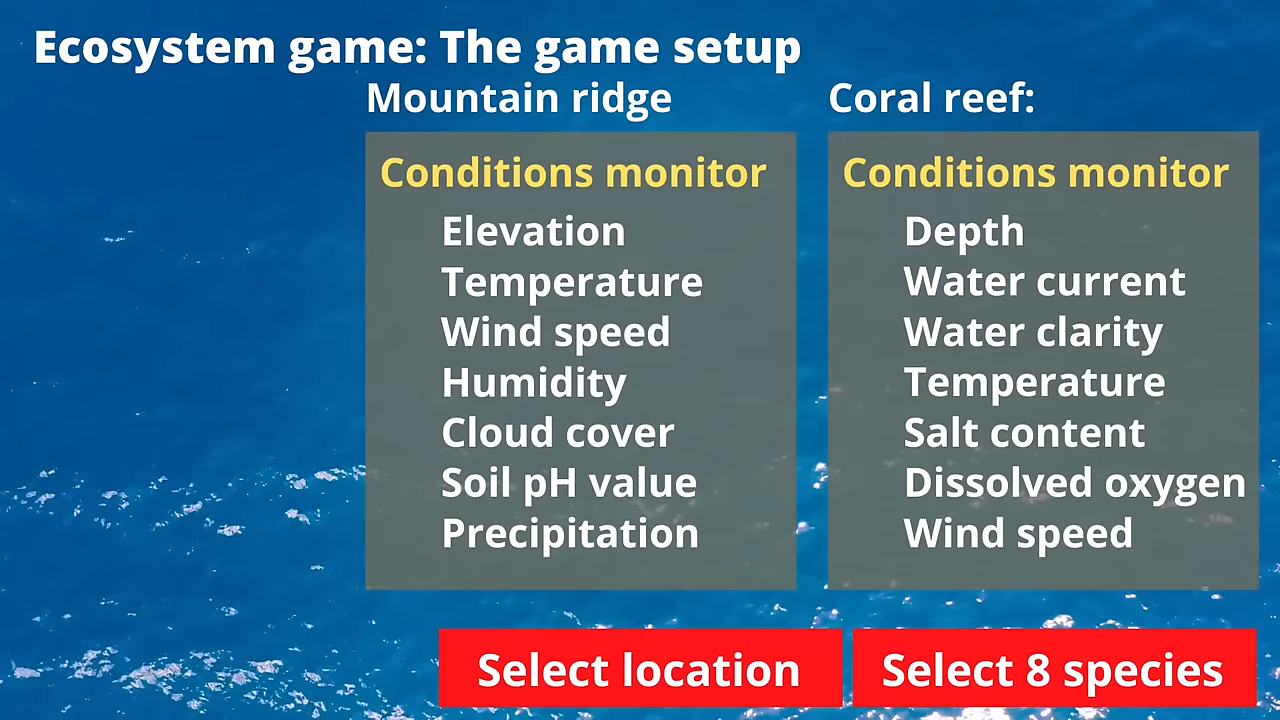 Ecosystem game: The game setup
Mountain ridge
Conditions monitor
Elevation
Temperature
Wind speed
Humidity
Cloud cover
Soil pH value
Precipitation
Coral reef:
Conditions monitor
Depth
Water current
Water clarity
Temperature
Salt content
Dissolved oxygen
Wind speed
Select location
Select 8 species